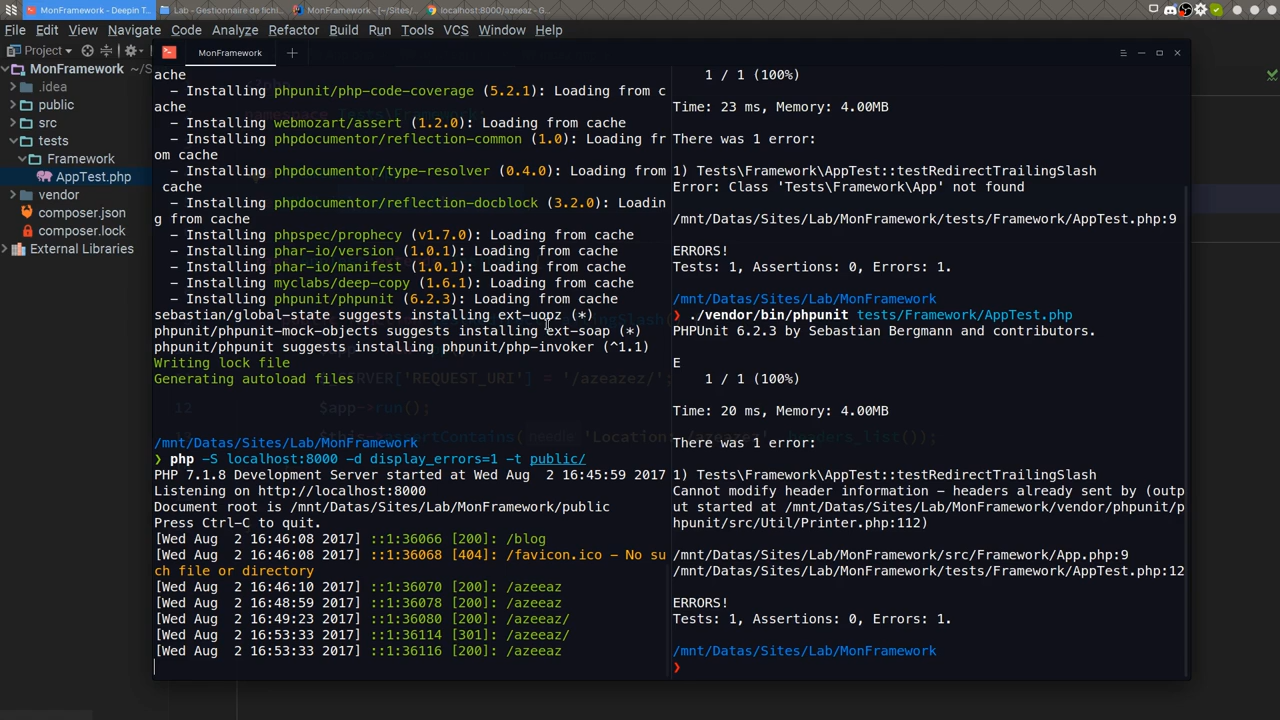 MonFramework - Deepin T...
Lab - Gestionnaire de fichi...
MonFramework - [~/Sites/...
localhost:8000/azeeaz - G...
File Edit View Navigate Code Analyze Refactor Build Run Tools VCS Window Help
Project
MonFramework ~/S
.idea
public
src
tests
Framework
AppTest.php
vendor
composer.json
composer.lock
External Libraries
MonFramework
ache
- Installing phpunit/php-code-coverage (5.2.1): Loading from c
ache
- Installing webmozart/assert (1.2.0): Loading from cache
- Installing phpdocumentor/reflection-common (1.0): Loading fr
om cache
- Installing phpdocumentor/type-resolver (0.4.0): Loading from
cache
- Installing phpdocumentor/reflection-docblock (3.2.0): Loadin
g from cache
- Installing phpspec/prophecy (v1.7.0): Loading from cache
- Installing phar-io/version (1.0.1): Loading from cache
- Installing phar-io/manifest (1.0.1): Loading from cache
- Installing myclabs/deep-copy (1.6.1): Loading from cache
- Installing phpunit/phpunit (6.2.3): Loading from cache
sebastian/global-state suggests installing ext-uopz (*)
phpunit/phpunit-mock-objects suggests installing ext-soap (*)
phpunit/phpunit suggests installing phpunit/php-invoker (^1.1)
Writing lock file
Generating autoload files
/mnt/Datas/Sites/Lab/MonFramework
❯ php -S localhost:8000 -d display_errors=1 -t public/
PHP 7.1.8 Development Server started at Wed Aug  2 16:45:59 2017
Listening on http://localhost:8000
Document root is /mnt/Datas/Sites/Lab/MonFramework/public
Press Ctrl-C to quit.
[Wed Aug  2 16:46:08 2017] ::1:36066 [200]: /blog
[Wed Aug  2 16:46:08 2017] ::1:36068 [404]: /favicon.ico - No su
ch file or directory
[Wed Aug  2 16:46:10 2017] ::1:36070 [200]: /azeeaz
[Wed Aug  2 16:48:59 2017] ::1:36078 [200]: /azeeaz
[Wed Aug  2 16:49:23 2017] ::1:36080 [200]: /azeeaz/
[Wed Aug  2 16:53:33 2017] ::1:36114 [301]: /azeeaz/
[Wed Aug  2 16:53:33 2017] ::1:36116 [200]: /azeeaz
1 / 1 (100%)
Time: 23 ms, Memory: 4.00MB
There was 1 error:
1) Tests\Framework\AppTest::testRedirectTrailingSlash
Error: Class 'Tests\Framework\App' not found
/mnt/Datas/Sites/Lab/MonFramework/tests/Framework/AppTest.php:9
ERRORS!
Tests: 1, Assertions: 0, Errors: 1.
/mnt/Datas/Sites/Lab/MonFramework
❯ ./vendor/bin/phpunit tests/Framework/AppTest.php
PHPUnit 6.2.3 by Sebastian Bergmann and contributors.
E
1 / 1 (100%)
Time: 20 ms, Memory: 4.00MB
There was 1 error:
1) Tests\Framework\AppTest::testRedirectTrailingSlash
Cannot modify header information - headers already sent by (outp
ut started at /mnt/Datas/Sites/Lab/MonFramework/vendor/phpunit/p
hpunit/src/Util/Printer.php:112)
/mnt/Datas/Sites/Lab/MonFramework/src/Framework/App.php:9
/mnt/Datas/Sites/Lab/MonFramework/tests/Framework/AppTest.php:12
ERRORS!
Tests: 1, Assertions: 0, Errors: 1.
/mnt/Datas/Sites/Lab/MonFramework
❯
12
$app->run();